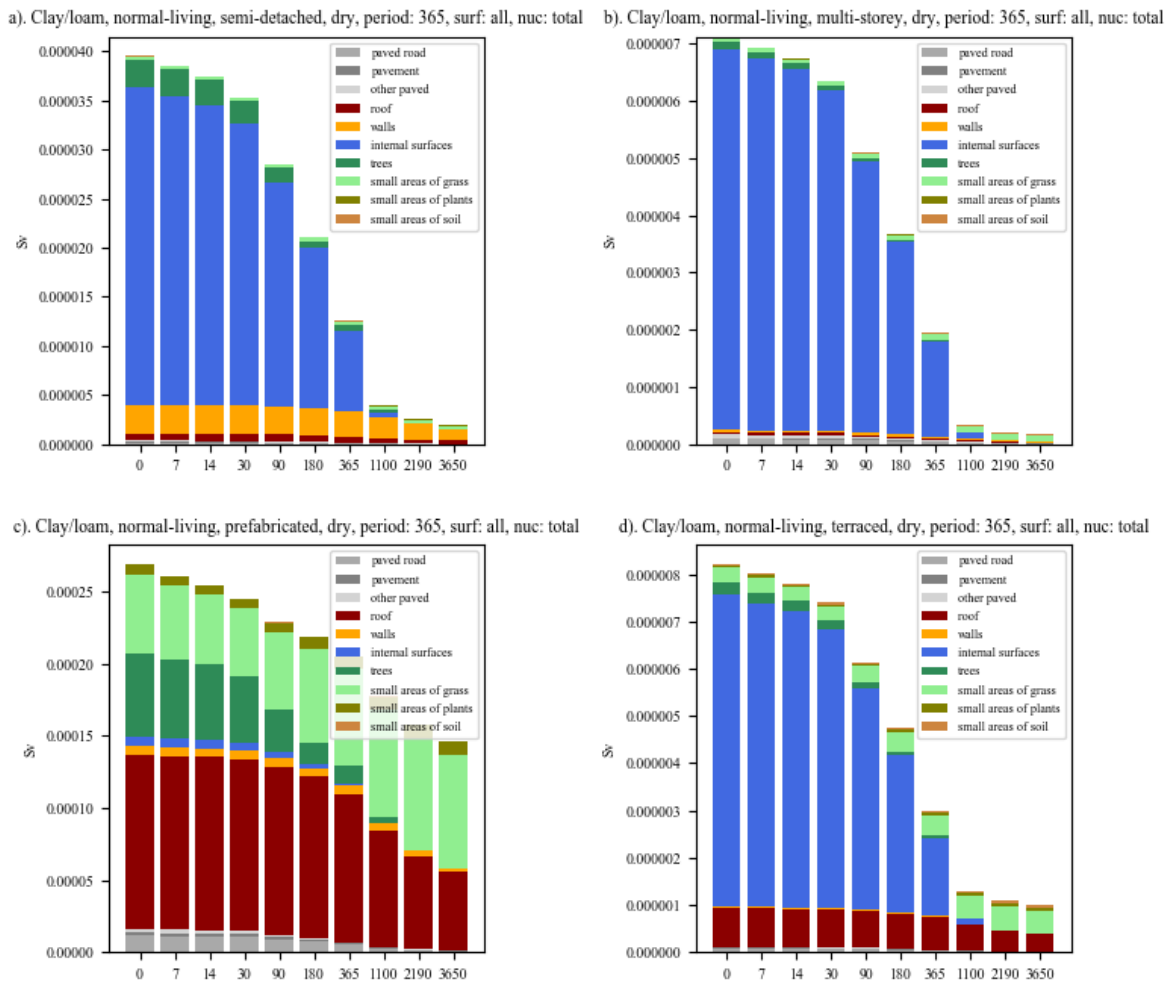 a). Clay/loam, normal-living, semi-detached, dry, period: 365, surf: all, nuc: total
0.000040
0.000035
0.000030
0.000025
0.000020
0.000015
0.000010
0.000005
0.000000
Sv
paved road
pavement
other paved
roof
walls
internal surfaces
trees
small areas of grass
small areas of plants
small areas of soil
0 7 14 30 90 180 365 1100 2190 3650
b). Clay/loam, normal-living, multi-storey, dry, period: 365, surf: all, nuc: total
0.000007
0.000006
0.000005
0.000004
0.000003
0.000002
0.000001
0.000000
Sv
paved road
pavement
other paved
roof
walls
internal surfaces
trees
small areas of grass
small areas of plants
small areas of soil
0 7 14 30 90 180 365 1100 2190 3650
c). Clay/loam, normal-living, prefabricated, dry, period: 365, surf: all, nuc: total
0.00025
0.00020
0.00015
0.00010
0.00005
0.00000
Sv
paved road
pavement
other paved
roof
walls
internal surfaces
trees
small areas of grass
small areas of plants
small areas of soil
0 7 14 30 90 180 365 1100 2190 3650
d). Clay/loam, normal-living, terraced, dry, period: 365, surf: all, nuc: total
0.000008
0.000007
0.000006
0.000005
0.000004
0.000003
0.000002
0.000001
0.000000
Sv
paved road
pavement
other paved
roof
walls
internal surfaces
trees
small areas of grass
small areas of plants
small areas of soil
0 7 14 30 90 180 365 1100 2190 3650